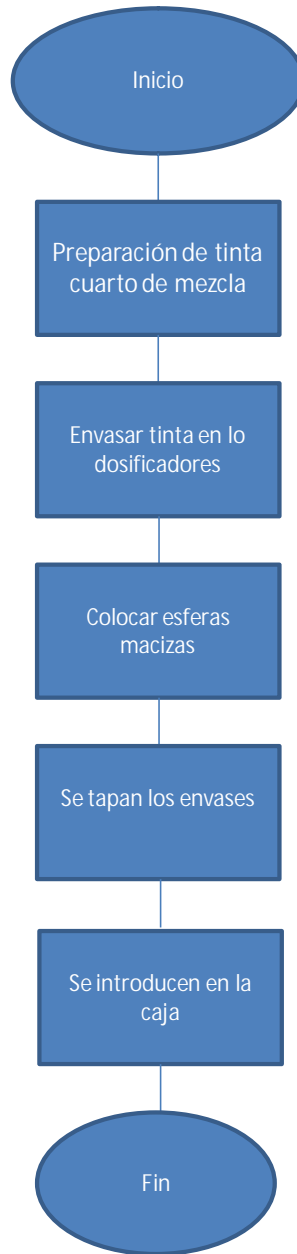 Inicio
Preparación de tinta
cuarto de mezcla
Envasar tinta en lo
dosificadores
Colocar esferas
macizas
Se tapan los envases
Se introducen en la
caja
Fin